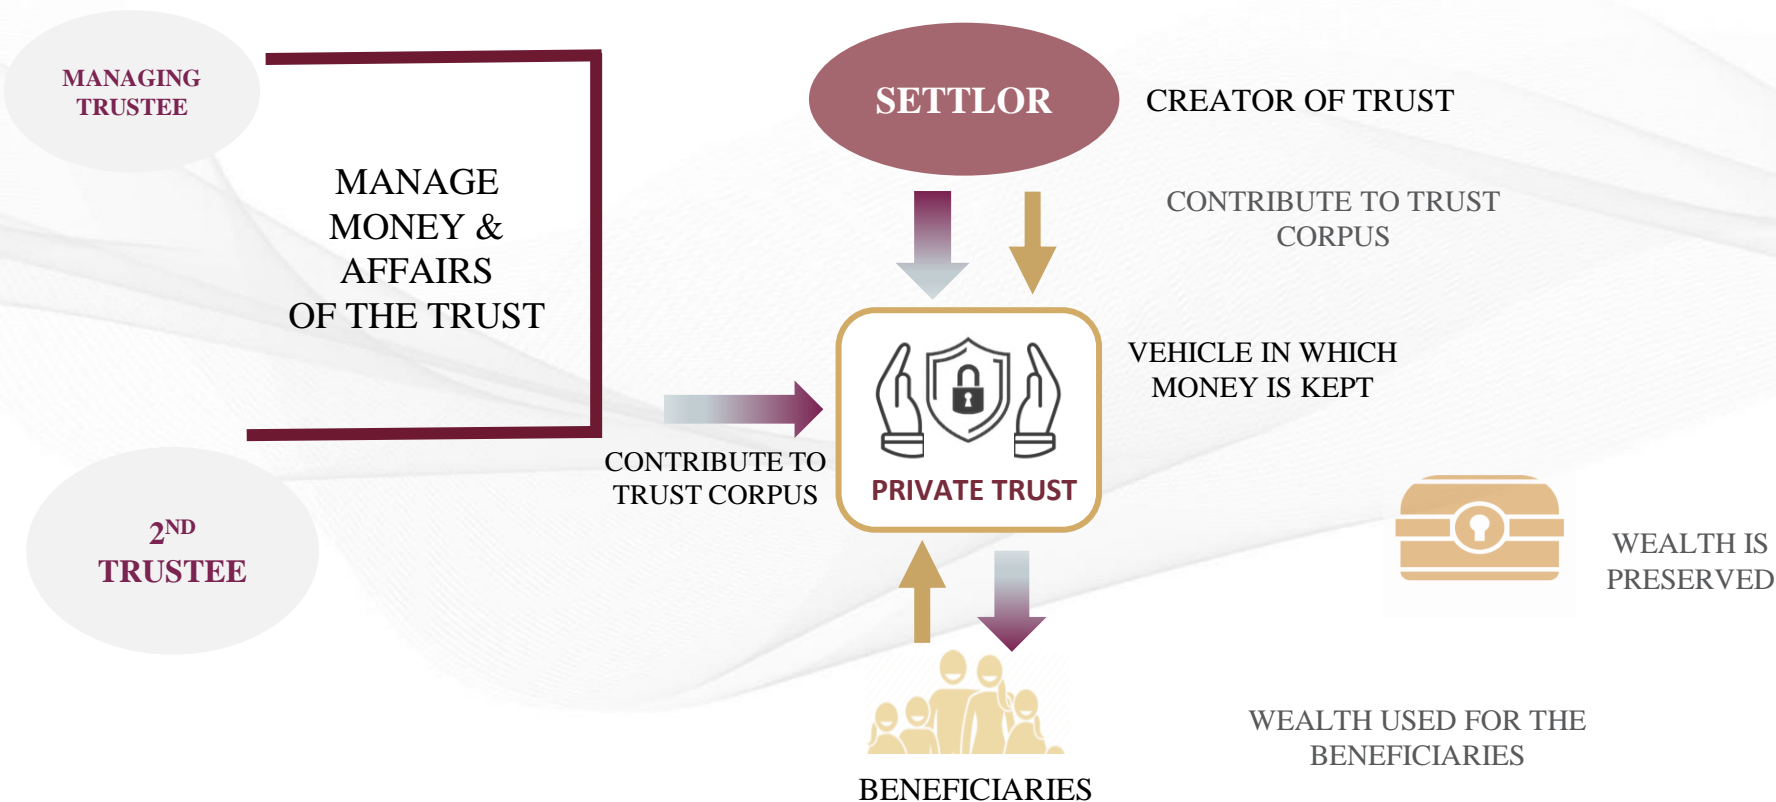 MANAGING
TRUSTEE
MANAGE
MONEY &
AFFAIRS
OF THE TRUST
2ND
TRUSTEE
SETTLOR
CREATOR OF TRUST
CONTRIBUTE TO TRUST
CORPUS
VEHICLE IN WHICH
MONEY IS KEPT
CONTRIBUTE TO
TRUST CORPUS
PRIVATE TRUST
WEALTH IS
PRESERVED
WEALTH USED FOR THE
BENEFICIARIES
BENEFICIARIES